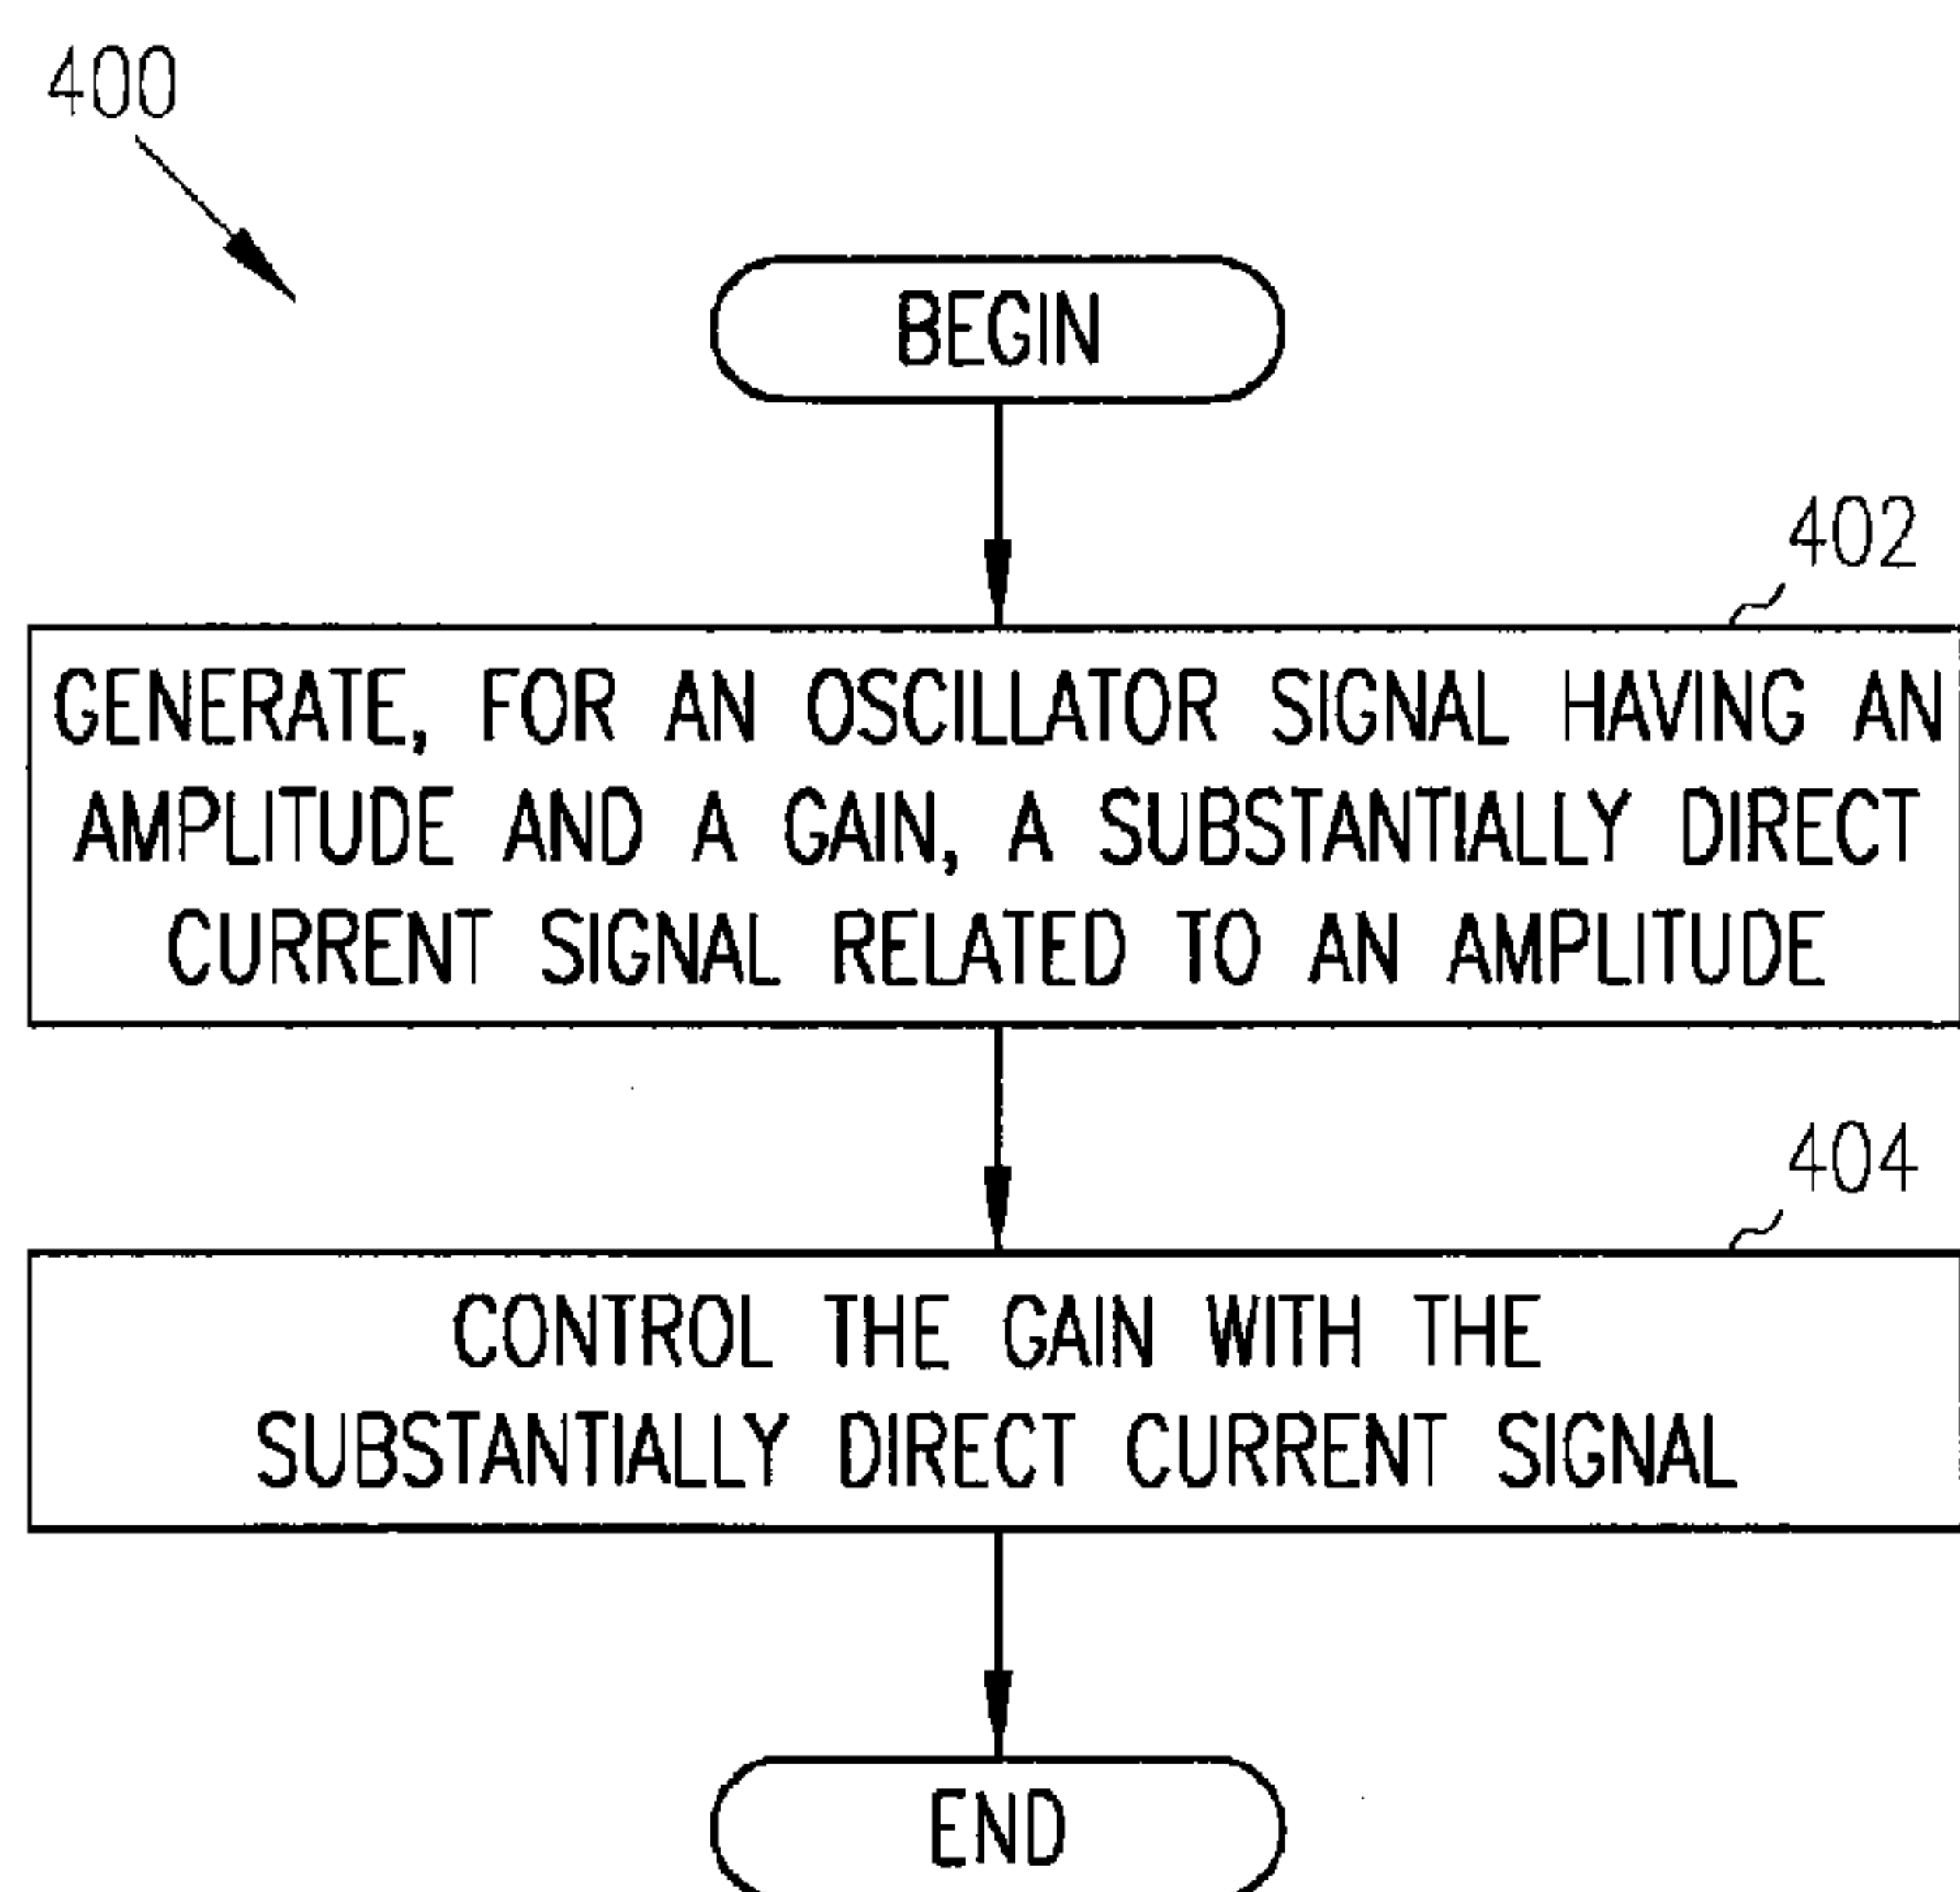 400
BEGIN
402
GENERATE, FOR AN OSCILLATOR SIGNAL HAVING AN
AMPLITUDE AND A GAIN, A SUBSTANTIALLY DIRECT
CURRENT SIGNAL RELATED TO AN AMPLITUDE
404
CONTROL THE GAIN WITH THE
SUBSTANTIALLY DIRECT CURRENT SIGNAL
END